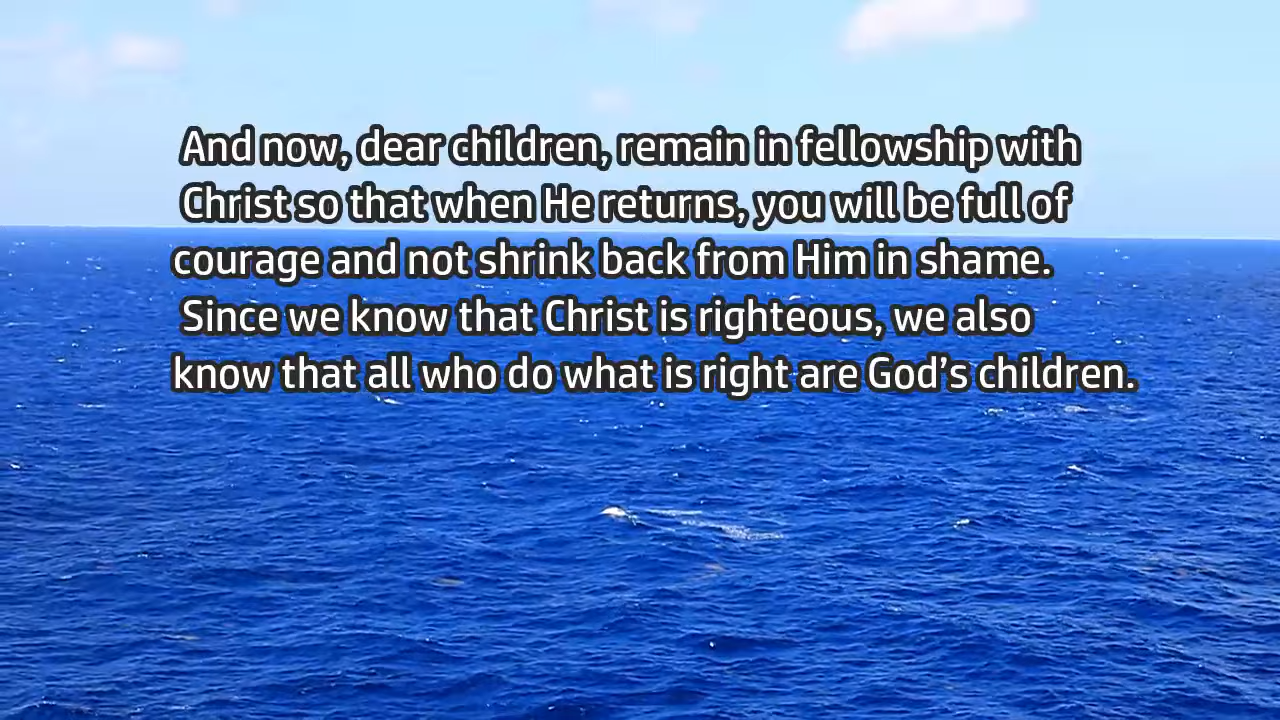 And now, dear children, remain in fellowship with
Christ so that when He returns, you will be full of
courage and not shrink back from Him in shame.
Since we know that Christ is righteous, we also
know that all who do what is right are God’s children.